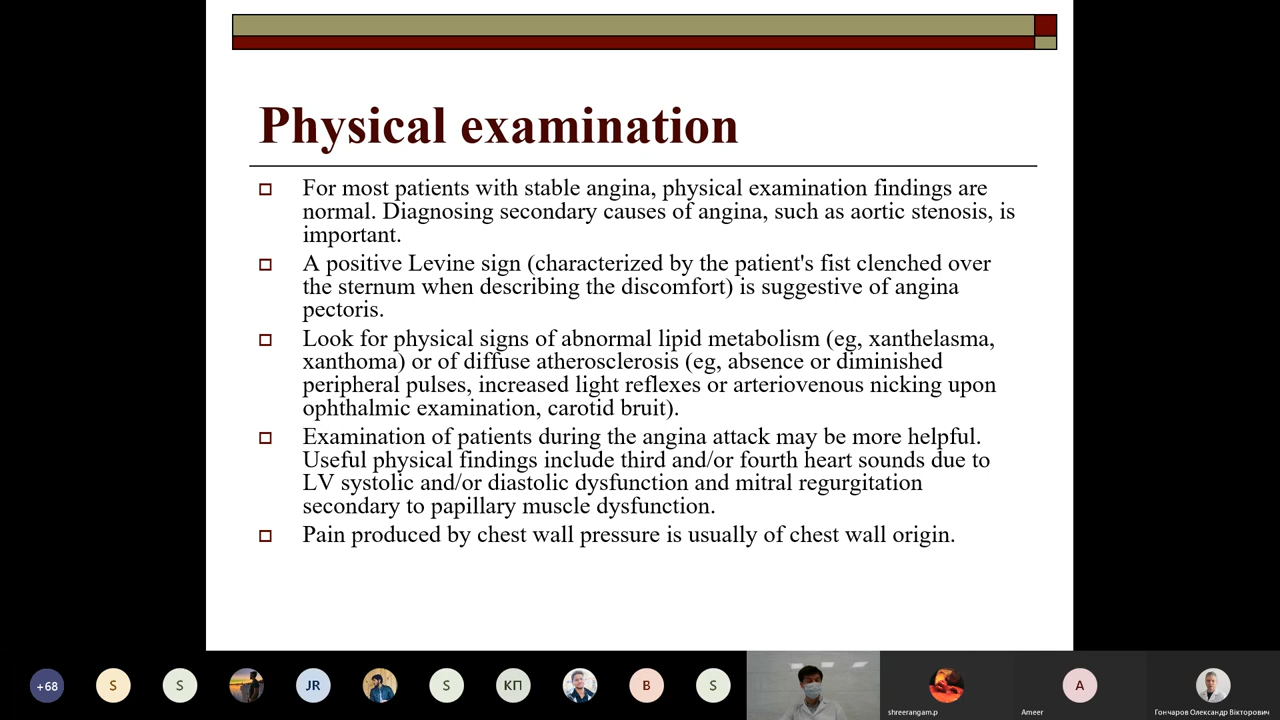 Physical examination
For most patients with stable angina, physical examination findings are
normal. Diagnosing secondary causes of angina, such as aortic stenosis, is
important.
A positive Levine sign (characterized by the patient's fist clenched over
the sternum when describing the discomfort) is suggestive of angina
pectoris.
Look for physical signs of abnormal lipid metabolism (eg, xanthelasma,
xanthoma) or of diffuse atherosclerosis (eg, absence or diminished
peripheral pulses, increased light reflexes or arteriovenous nicking upon
ophthalmic examination, carotid bruit).
Examination of patients during the angina attack may be more helpful.
Useful physical findings include third and/or fourth heart sounds due to
LV systolic and/or diastolic dysfunction and mitral regurgitation
secondary to papillary muscle dysfunction.
Pain produced by chest wall pressure is usually of chest wall origin.
+68 S S JR S КП B S A
shreerangam.p Ameer Гончаров Олександр Вікторович